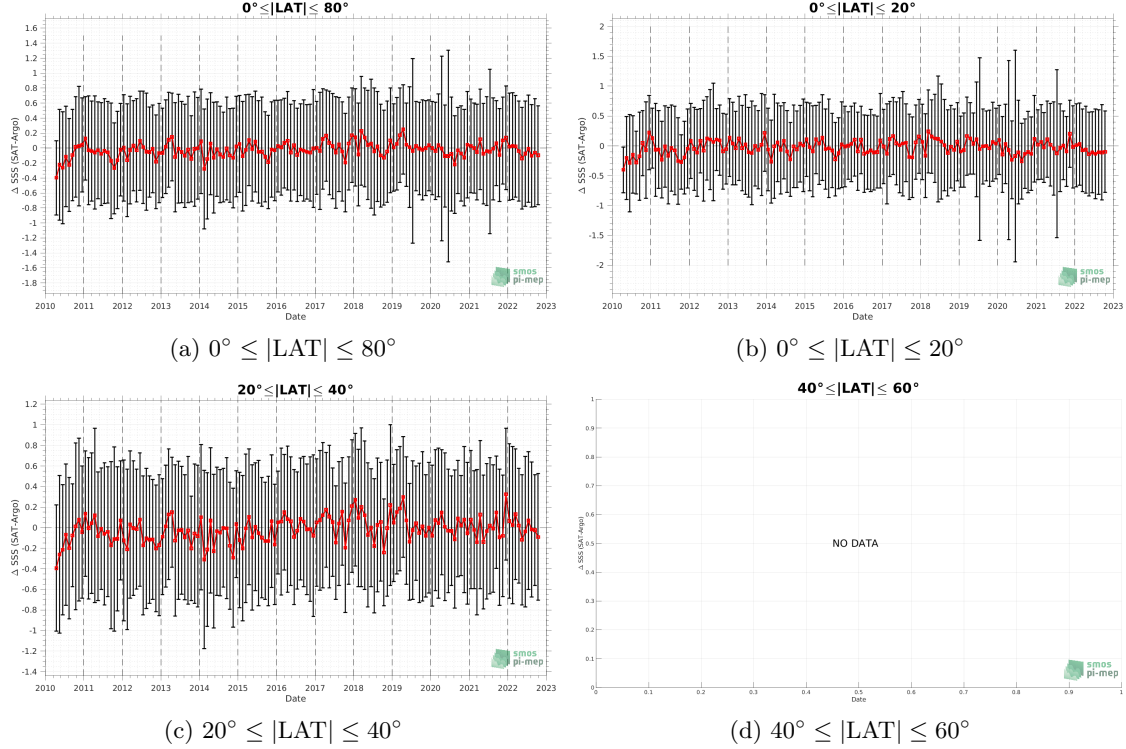 0°≤|LAT|≤ 80°
Δ SSS (SAT-Argo)
1.6
1.4
1.2
1
0.8
0.6
0.4
0.2
0
-0.2
-0.4
-0.6
-0.8
-1
-1.2
-1.4
-1.6
-1.8
2010 2011 2012 2013 2014 2015 2016 2017 2018 2019 2020 2021 2022 2023
Date
smos
pi-mep
(a) 0° ≤ |LAT| ≤ 80°
0°≤|LAT|≤ 20°
Δ SSS (SAT-Argo)
2
1.5
1
0.5
0
-0.5
-1
-1.5
-2
2010 2011 2012 2013 2014 2015 2016 2017 2018 2019 2020 2021 2022 2023
Date
smos
pi-mep
(b) 0° ≤ |LAT| ≤ 20°
20°≤|LAT|≤ 40°
Δ SSS (SAT-Argo)
1.2
1
0.8
0.6
0.4
0.2
0
-0.2
-0.4
-0.6
-0.8
-1
-1.2
-1.4
2010 2011 2012 2013 2014 2015 2016 2017 2018 2019 2020 2021 2022 2023
Date
smos
pi-mep
(c) 20° ≤ |LAT| ≤ 40°
40°≤|LAT|≤ 60°
Δ SSS (SAT-Argo)
1
0.9
0.8
0.7
0.6
0.5
0.4
0.3
0.2
0.1
0
NO DATA
0 0.1 0.2 0.3 0.4 0.5 0.6 0.7 0.8 0.9 1
Date
smos
pi-mep
(d) 40° ≤ |LAT| ≤ 60°